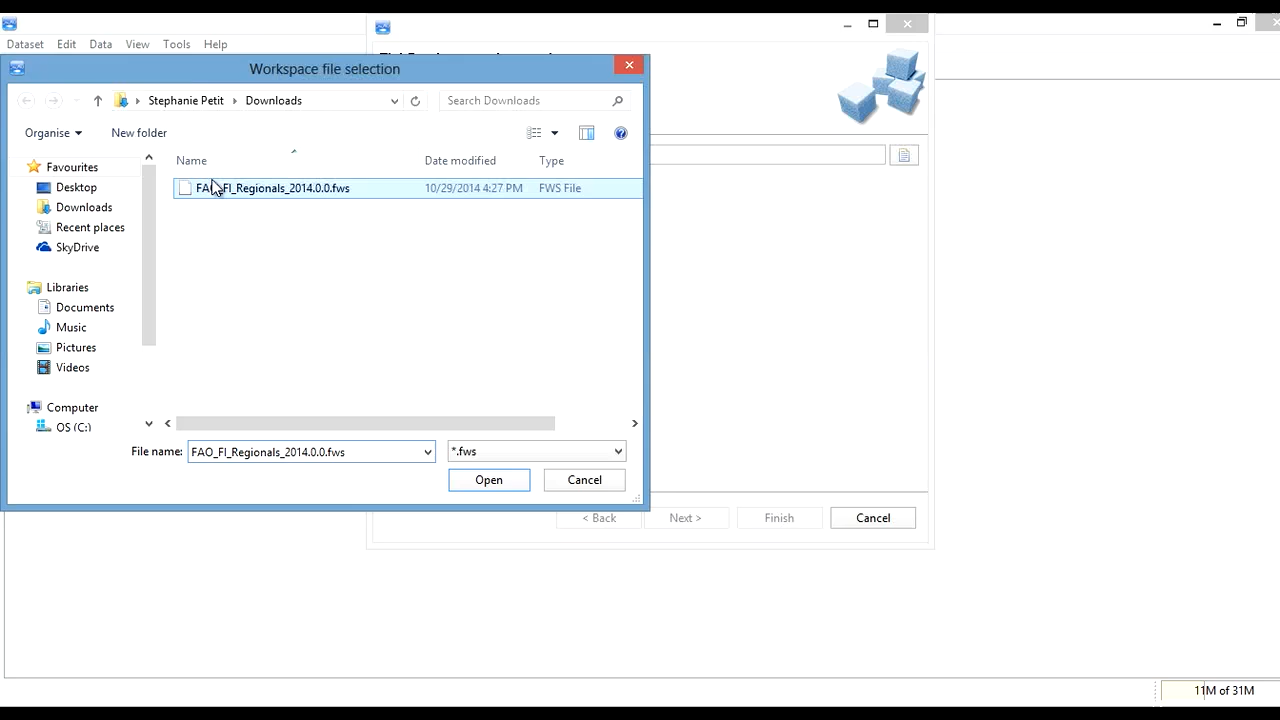 Dataset Edit Data View Tools Help
Workspace file selection
Stephanie Petit Downloads
Search Downloads
Organise New folder
Name Date modified Type
FAO_FI_Regionals_2014.0.0.fws 10/29/2014 4:27 PM FWS File
Favourites
Desktop
Downloads
Recent places
SkyDrive
Libraries
Documents
Music
Pictures
Videos
Computer
OS (C:)
File name: FAO_FI_Regionals_2014.0.0.fws *.fws
Open Cancel
< Back Next > Finish Cancel
11M of 31M